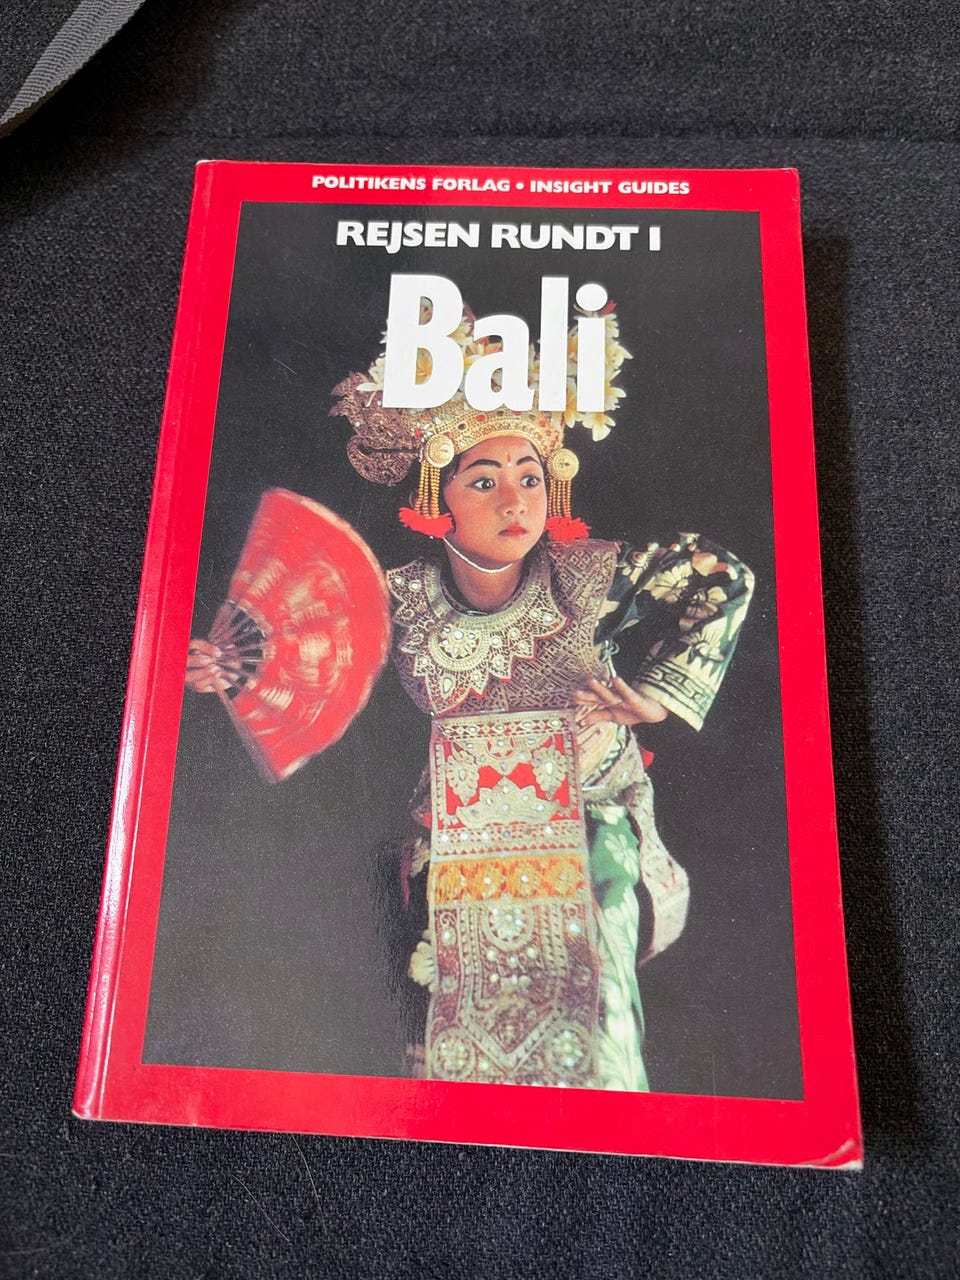 POLITIKENS FORLAG • INSIGHT GUIDES
REJSEN RUNDT I
Bali